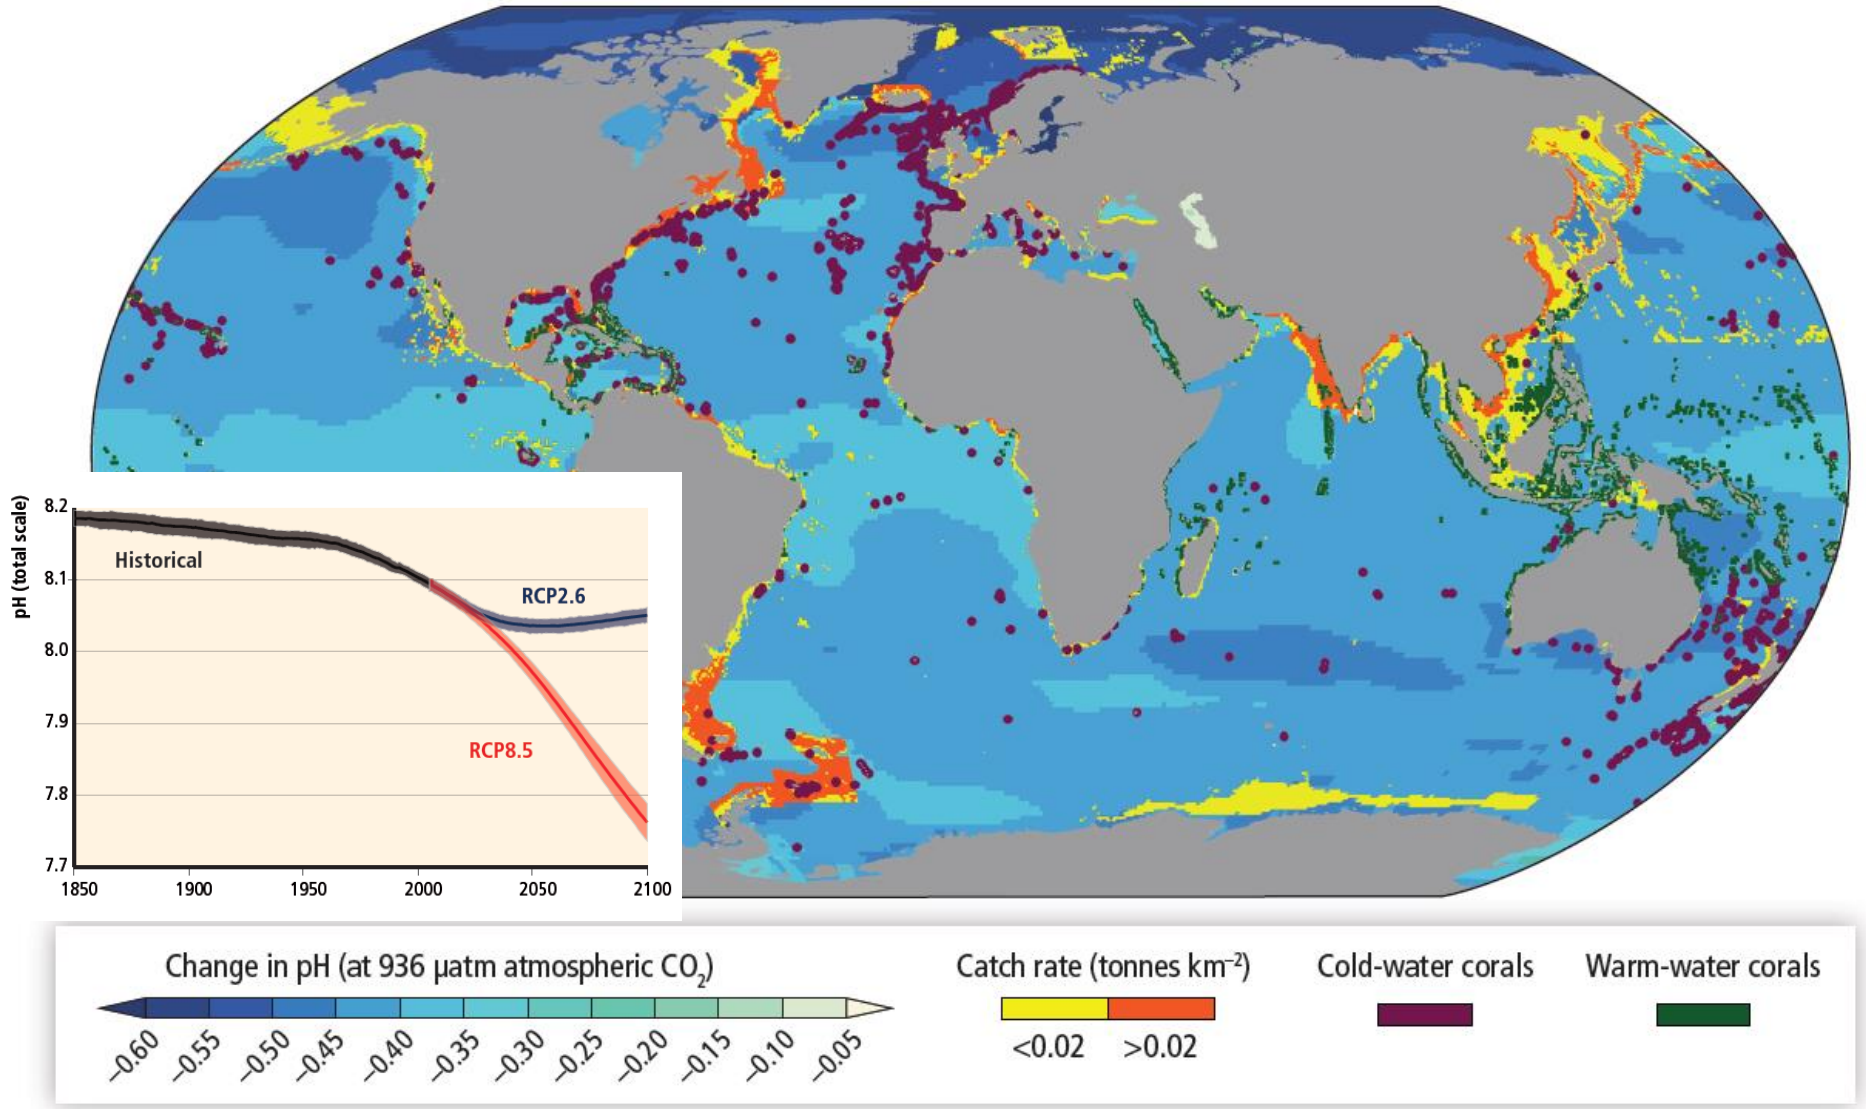 pH (total scale)
8.2
8.1
8.0
7.9
7.8
7.7
Historical
RCP2.6
RCP8.5
1850 1900 1950 2000 2050 2100
Change in pH (at 936 μatm atmospheric CO₂)
–0.60 –0.55 –0.50 –0.45 –0.40 –0.35 –0.30 –0.25 –0.20 –0.15 –0.10 –0.05
Catch rate (tonnes km⁻²)
<0.02 >0.02
Cold-water corals
Warm-water corals